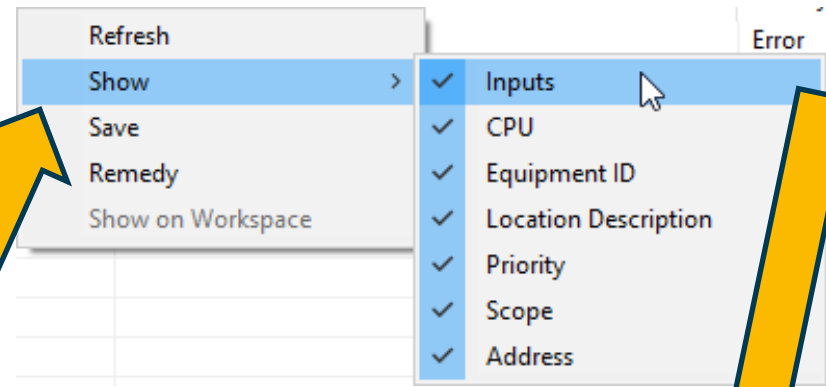 Refresh
Error
Show
Inputs
Save
CPU
Remedy
Equipment ID
Show on Workspace
Location Description
Priority
Scope
Address